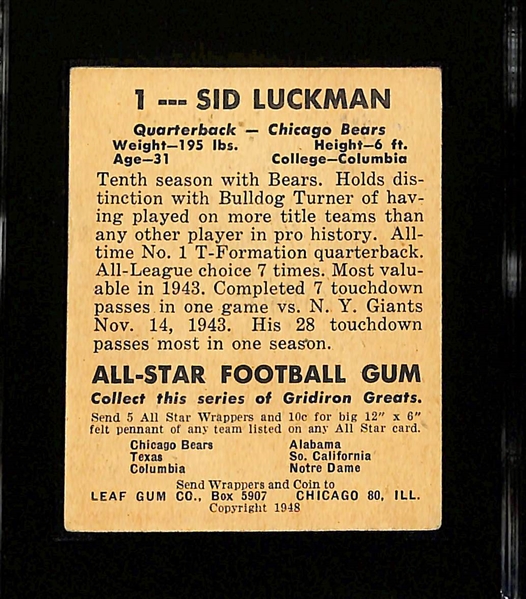 1 --- SID LUCKMAN
Quarterback — Chicago Bears
Weight—195 lbs. Height—6 ft.
Age—31 College—Columbia
Tenth season with Bears. Holds dis-
tinction with Bulldog Turner of hav-
ing played on more title teams than
any other player in pro history. All-
time No. 1 T-Formation quarterback.
All-League choice 7 times. Most valu-
able in 1943. Completed 7 touchdown
passes in one game vs. N. Y. Giants
Nov. 14, 1943. His 28 touchdown
passes most in one season.
ALL-STAR FOOTBALL GUM
Collect this series of Gridiron Greats.
Send 5 All Star Wrappers and 10c for big 12" x 6"
felt pennant of any team listed on any All Star card.
Chicago Bears Alabama
Texas So. California
Columbia Notre Dame
Send Wrappers and Coin to
LEAF GUM CO., Box 5907 CHICAGO 80, ILL.
Copyright 1948